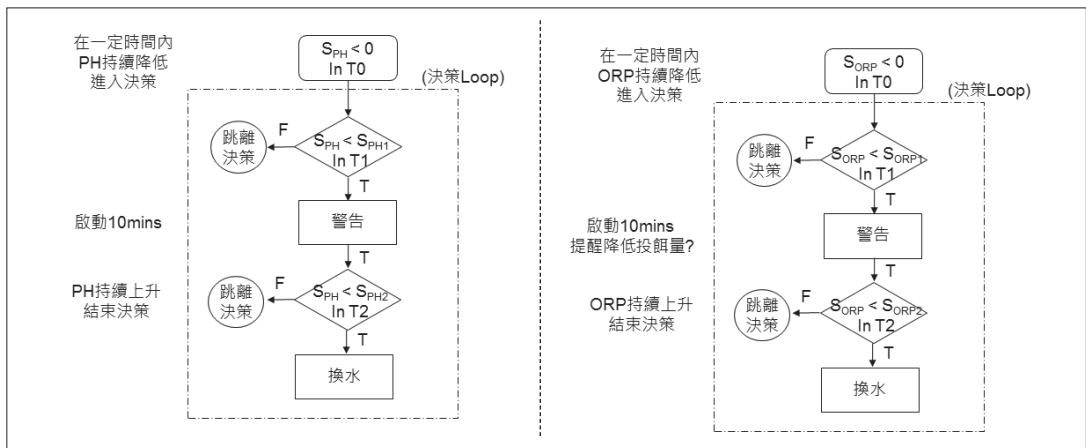 在一定時間內
PH持續降低
進入決策
S_PH < 0
In T0
(決策Loop)
S_PH < S_PH1
In T1
F
跳離
決策
T
啟動10mins
警告
T
PH持續上升
結束決策
S_PH < S_PH2
In T2
F
跳離
決策
T
換水
在一定時間內
ORP持續降低
進入決策
S_ORP < 0
In T0
(決策Loop)
S_ORP < S_ORP1
In T1
F
跳離
決策
T
啟動10mins
提醒降低投餌量?
警告
T
ORP持續上升
結束決策
S_ORP < S_ORP2
In T2
F
跳離
決策
T
換水